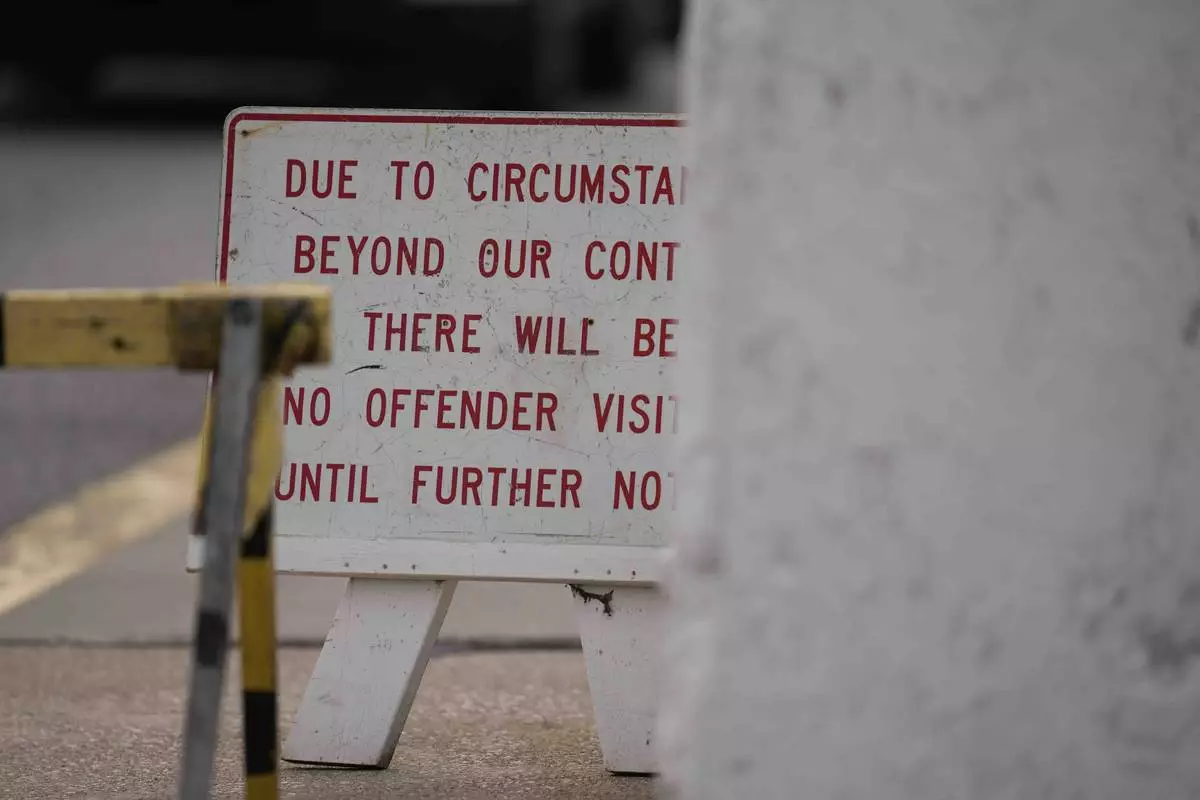 DUE TO CIRCUMSTA
BEYOND OUR CONT
THERE WILL BE
NO OFFENDER VISIT
UNTIL FURTHER NOT